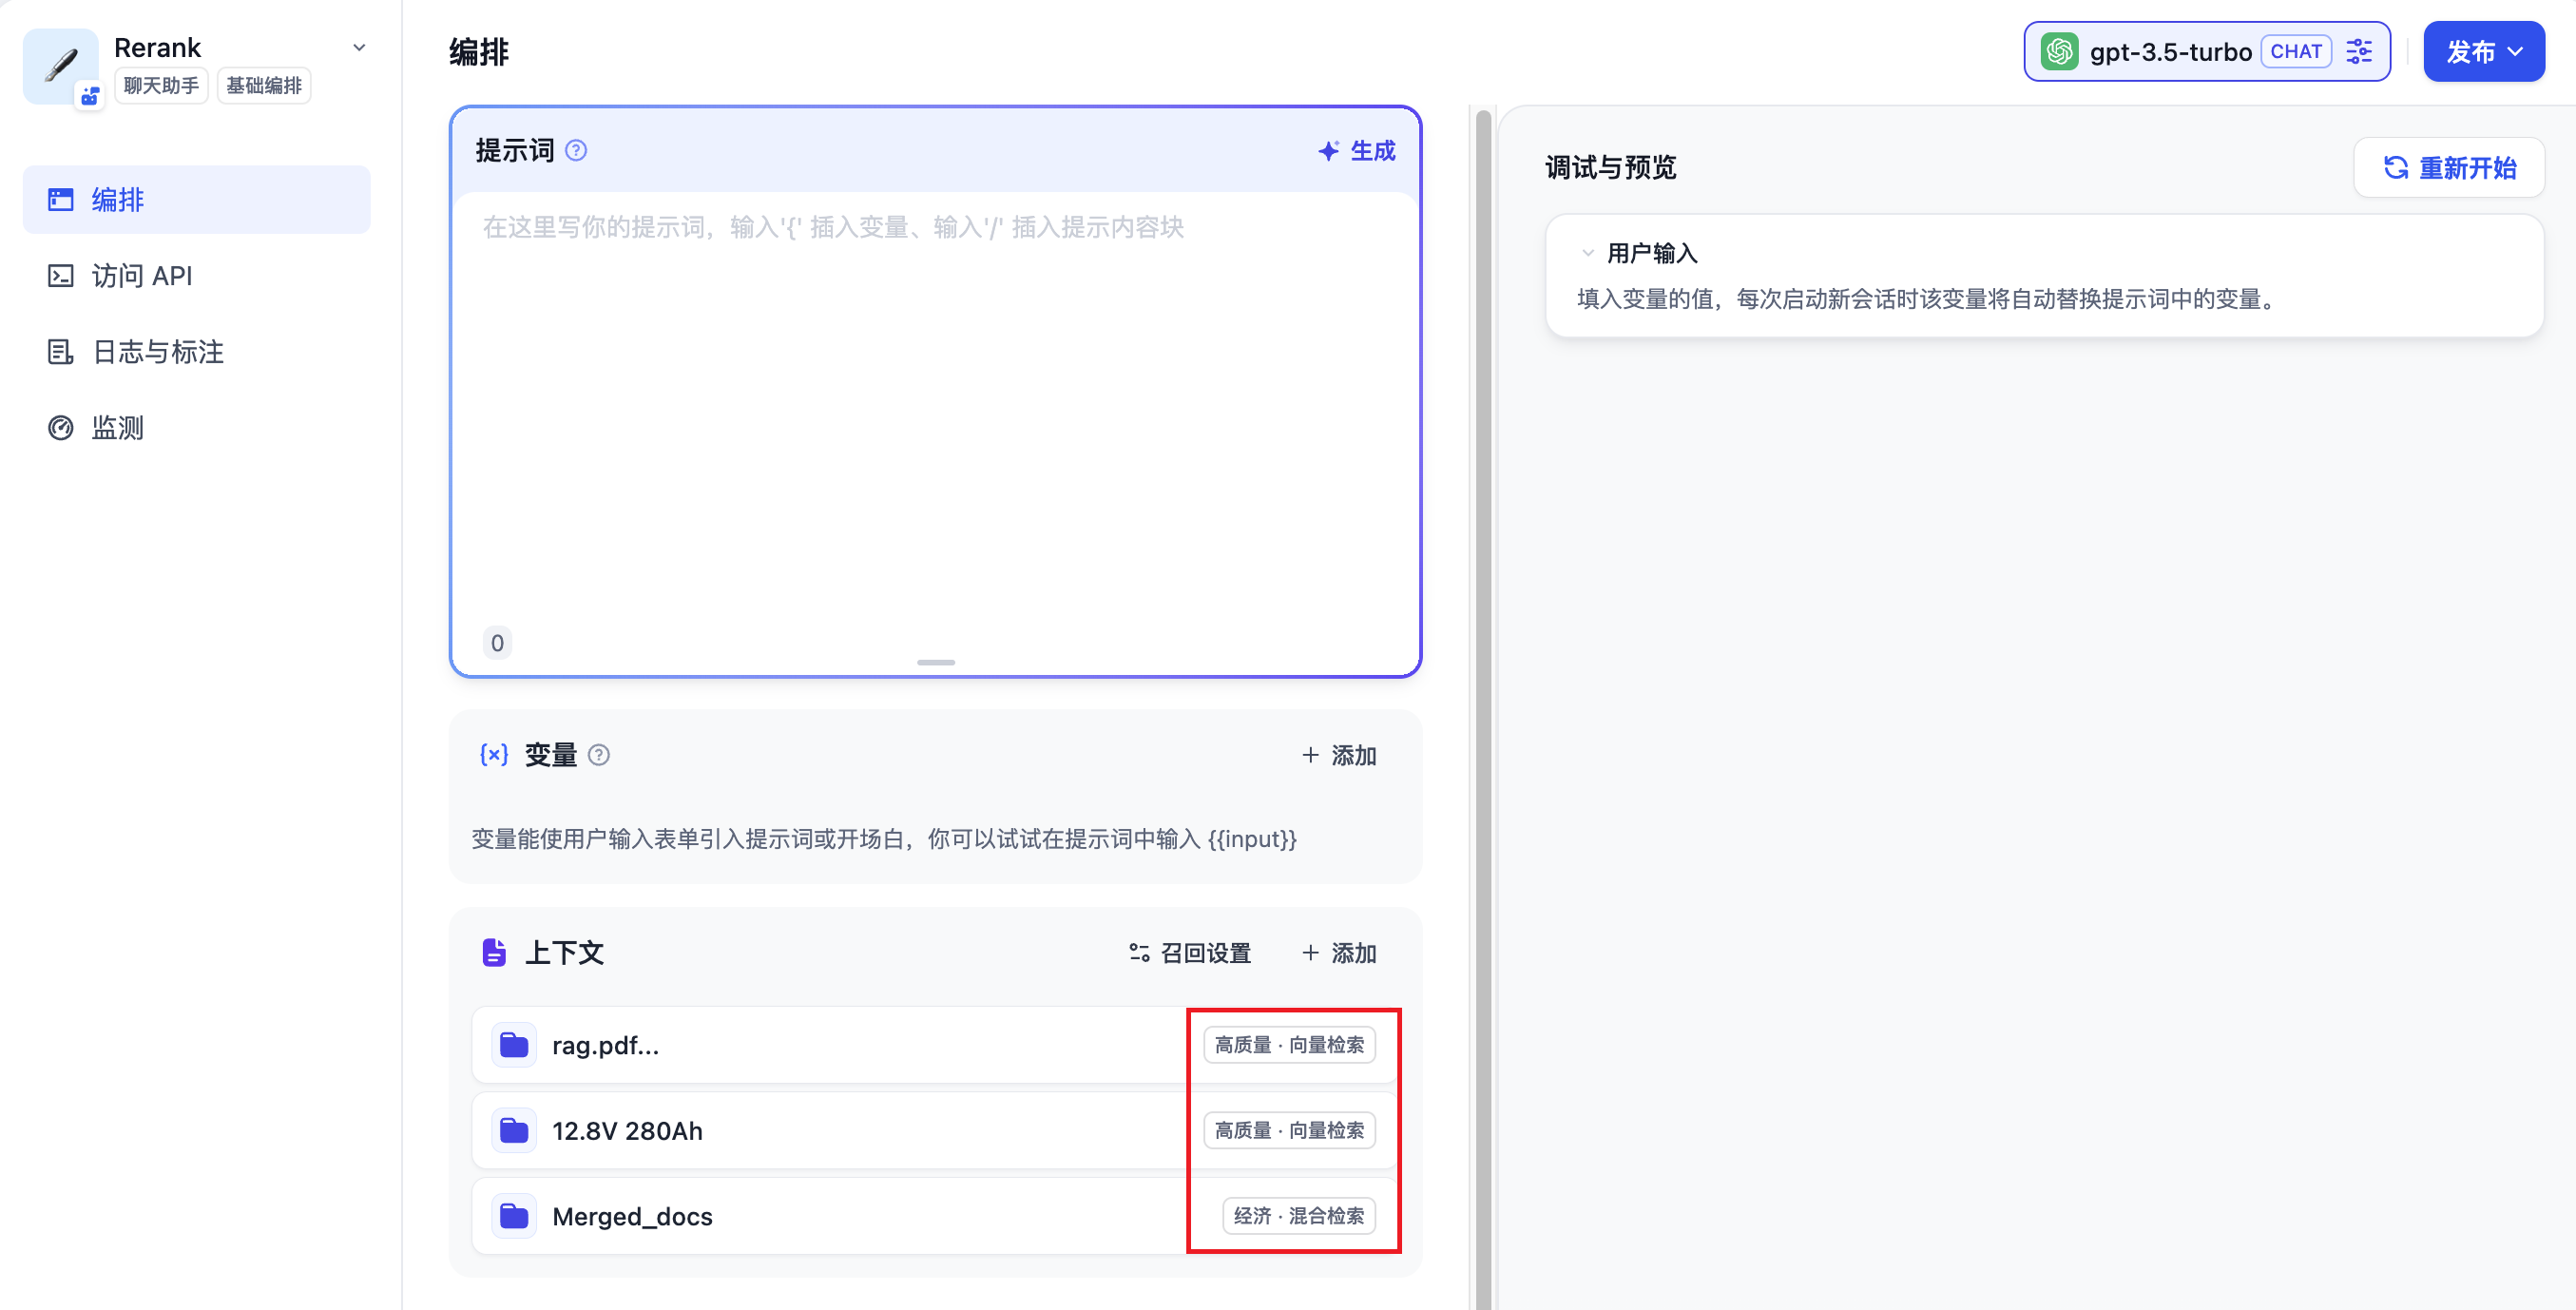 Rerank
聊天助手 基础编排
编排
访问 API
日志与标注
监测
编排
gpt-3.5-turbo CHAT
发布
提示词
生成
在这里写你的提示词，输入'{' 插入变量、输入'/' 插入提示内容块
0
变量
添加
变量能使用户输入表单引入提示词或开场白，你可以试试在提示词中输入 {{input}}
上下文
召回设置
添加
rag.pdf...
高质量 · 向量检索
12.8V 280Ah
高质量 · 向量检索
Merged_docs
经济 · 混合检索
调试与预览
重新开始
用户输入
填入变量的值，每次启动新会话时该变量将自动替换提示词中的变量。